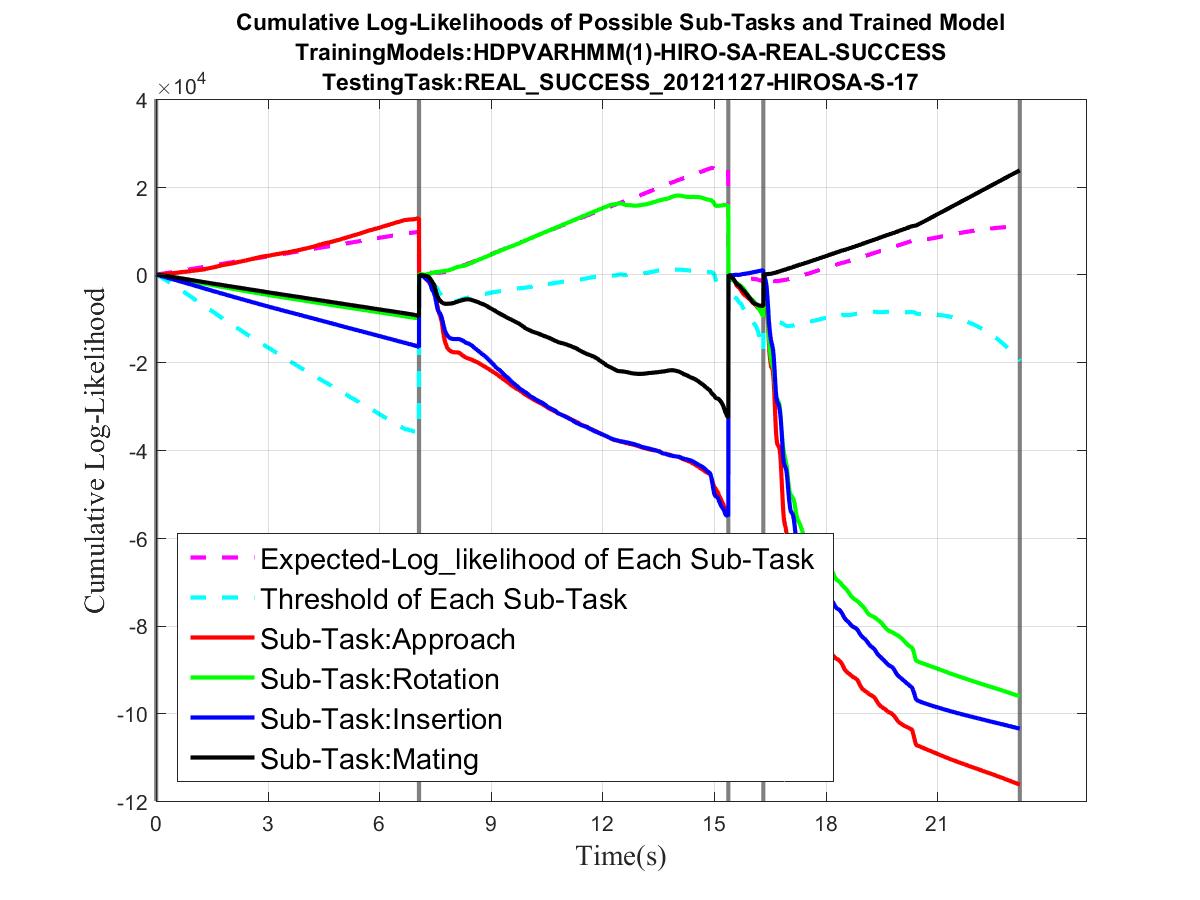 Cumulative Log-Likelihoods of Possible Sub-Tasks and Trained Model
TrainingModels:HDPVARHMM(1)-HIRO-SA-REAL-SUCCESS
TestingTask:REAL_SUCCESS_20121127-HIROSA-S-17
×10^4
4
2
0
-2
-4
-6
-8
-10
-12
Cumulative Log-Likelihood
Expected-Log_likelihood of Each Sub-Task
Threshold of Each Sub-Task
Sub-Task:Approach
Sub-Task:Rotation
Sub-Task:Insertion
Sub-Task:Mating
0 3 6 9 12 15 18 21
Time(s)